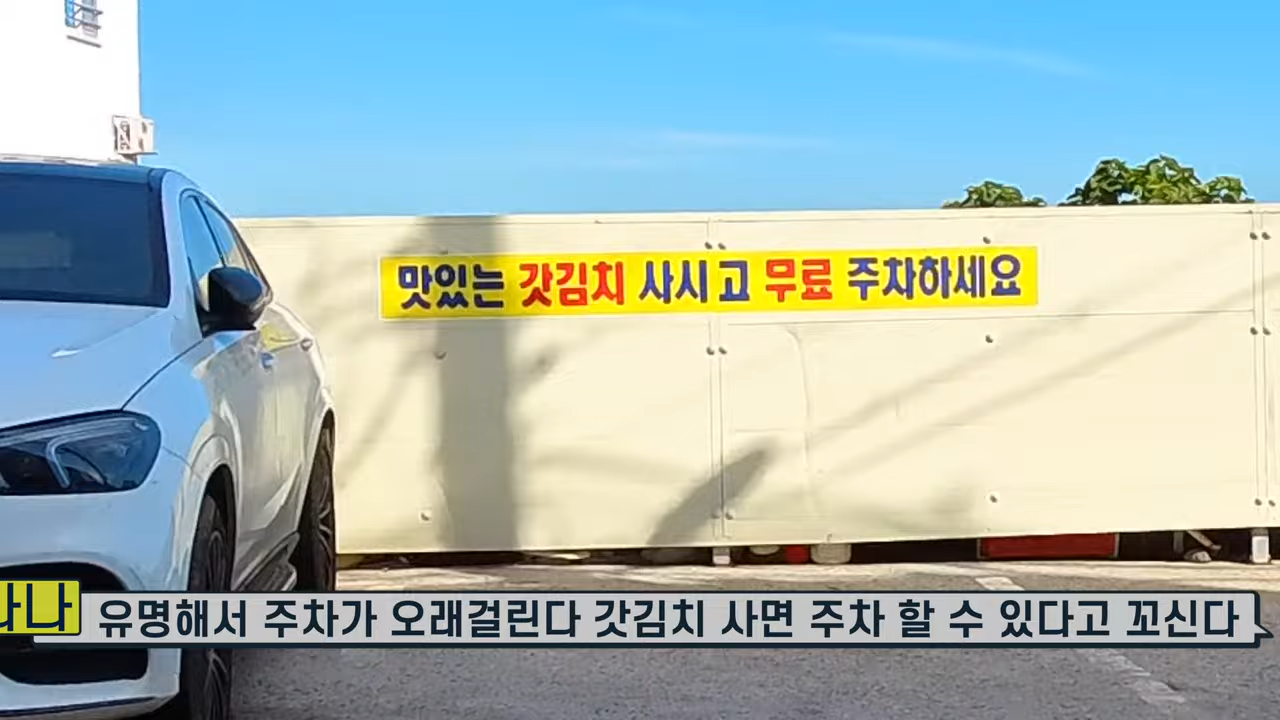 맛있는 갓김치 사시고 무료 주차하세요
유명해서 주차가 오래걸린다 갓김치 사면 주차 할 수 있다고 꼬신다